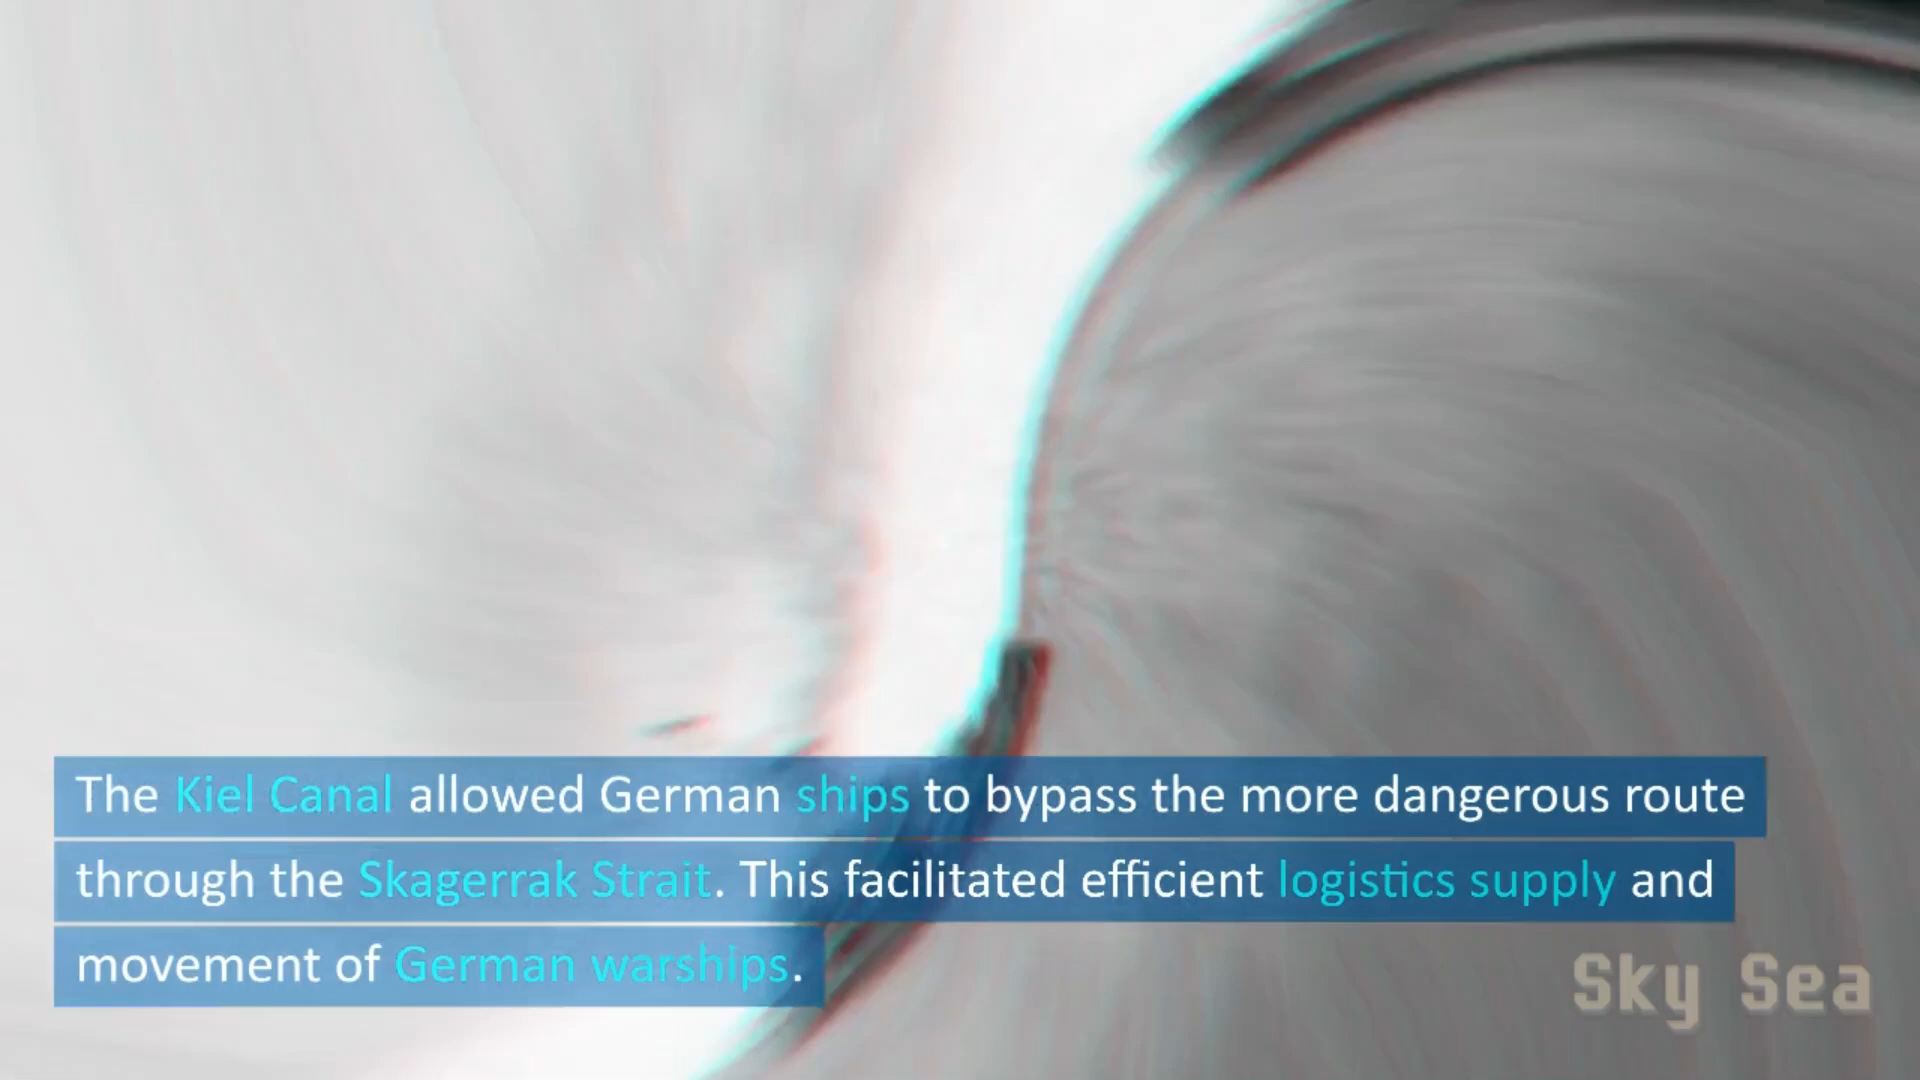 The Kiel Canal allowed German ships to bypass the more dangerous route
through the Skagerrak Strait. This facilitated efficient logistics supply and
movement of German warships.
Sky Sea